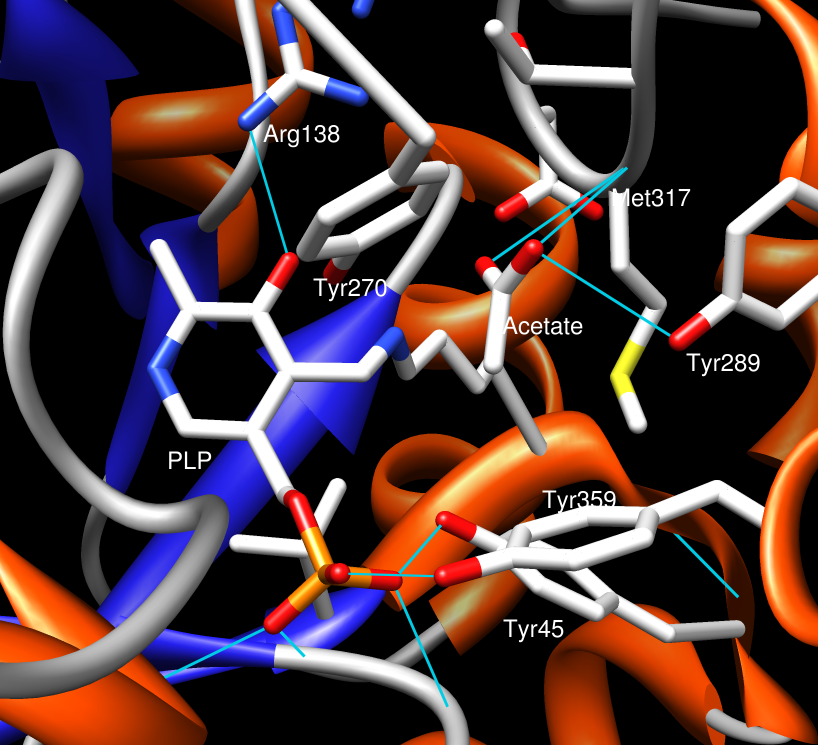 Arg138
Met317
Tyr270
Acetate
Tyr289
PLP
Tyr359
Tyr45